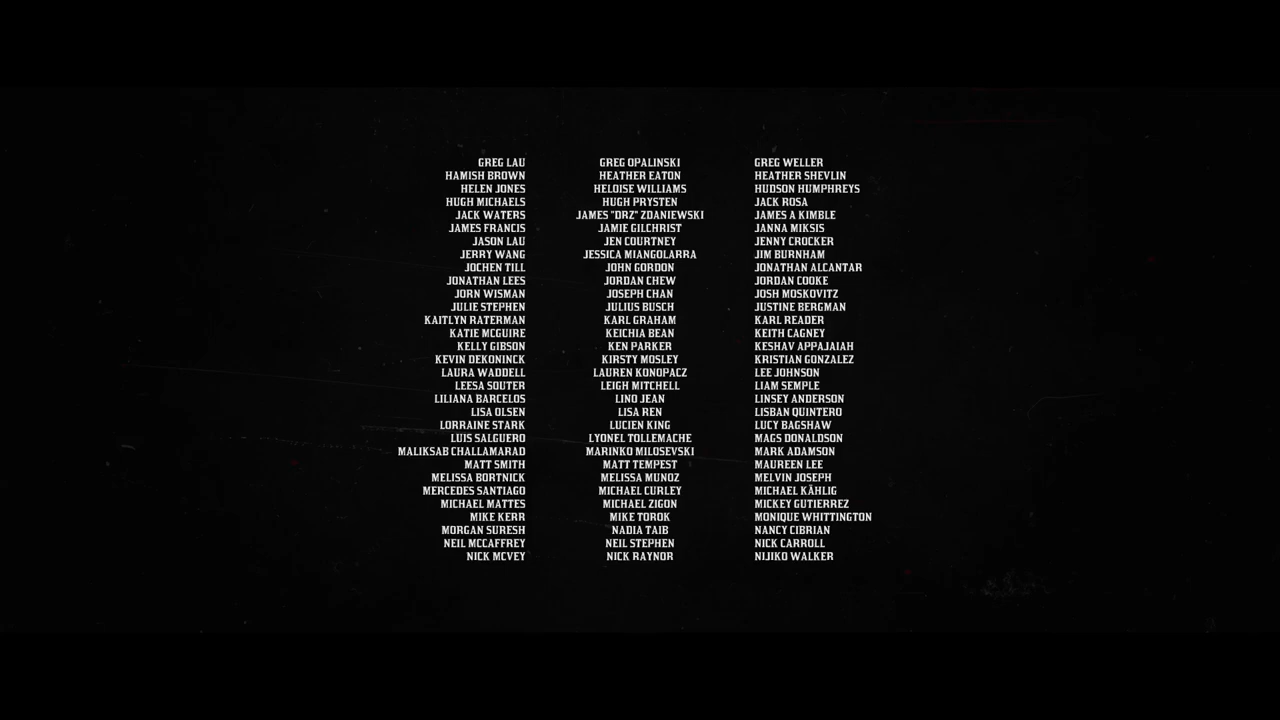 GREG LAU GREG OPALINSKI GREG WELLER
HAMISH BROWN HEATHER EATON HEATHER SHEVLIN
HELEN JONES HELOISE WILLIAMS HUDSON HUMPHREYS
HUGH MICHAELS HUGH PRYSTEN JACK ROSA
JACK WATERS JAMES "DRZ" ZDANIEWSKI JAMES A KIMBLE
JAMES FRANCIS JAMIE GILCHRIST JANNA MIKSIS
JASON LAU JEN COURTNEY JENNY CROCKER
JERRY WANG JESSICA MIANGOLARRA JIM BURNHAM
JOCHEN TILL JOHN GORDON JONATHAN ALCANTAR
JONATHAN LEES JORDAN CHEW JORDAN COOKE
JORN WISMAN JOSEPH CHAN JOSH MOSKOVITZ
JULIE STEPHEN JULIUS BUSCH JUSTINE BERGMAN
KAITLYN RATERMAN KARL GRAHAM KARL READER
KATIE MCGUIRE KEICHIA BEAN KEITH CAGNEY
KELLY GIBSON KEN PARKER KESHAV APPAJAIAH
KEVIN DEKONINCK KIRSTY MOSLEY KRISTIAN GONZALEZ
LAURA WADDELL LAUREN KONOPACZ LEE JOHNSON
LEESA SOUTER LEIGH MITCHELL LIAM SEMPLE
LILIANA BARCELOS LINO JEAN LINSEY ANDERSON
LISA OLSEN LISA REN LISBAN QUINTERO
LORRAINE STARK LUCIEN KING LUCY BAGSHAW
LUIS SALGUERO LYONEL TOLLEMACHE MAGS DONALDSON
MALIKSAB CHALLAMARAD MARINKO MILOSEVSKI MARK ADAMSON
MATT SMITH MATT TEMPEST MAUREEN LEE
MELISSA BORTNICK MELISSA MUNOZ MELVIN JOSEPH
MERCEDES SANTIAGO MICHAEL CURLEY MICHAEL KÄHLIG
MICHAEL MATTES MICHAEL ZIGON MICKEY GUTIERREZ
MIKE KERR MIKE TOROK MONIQUE WHITTINGTON
MORGAN SURESH NADIA TAIB NANCY CIBRIAN
NEIL MCCAFFREY NEIL STEPHEN NICK CARROLL
NICK MCVEY NICK RAYNOR NIJIKO WALKER